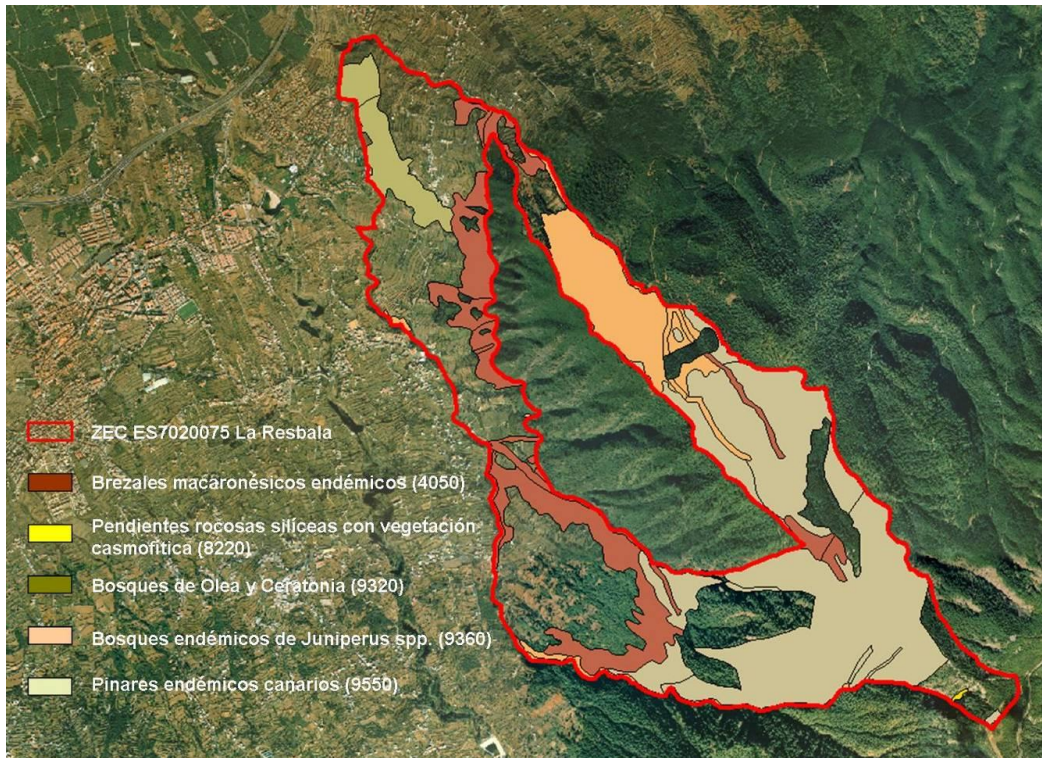 ZEC ES7020075 La Resbala
Brezales macaronésicos endémicos (4050)
Pendientes rocosas silíceas con vegetación
casmofítica (8220)
Bosques de Olea y Ceratonia (9320)
Bosques endémicos de Juniperus spp. (9360)
Pinares endémicos canarios (9550)